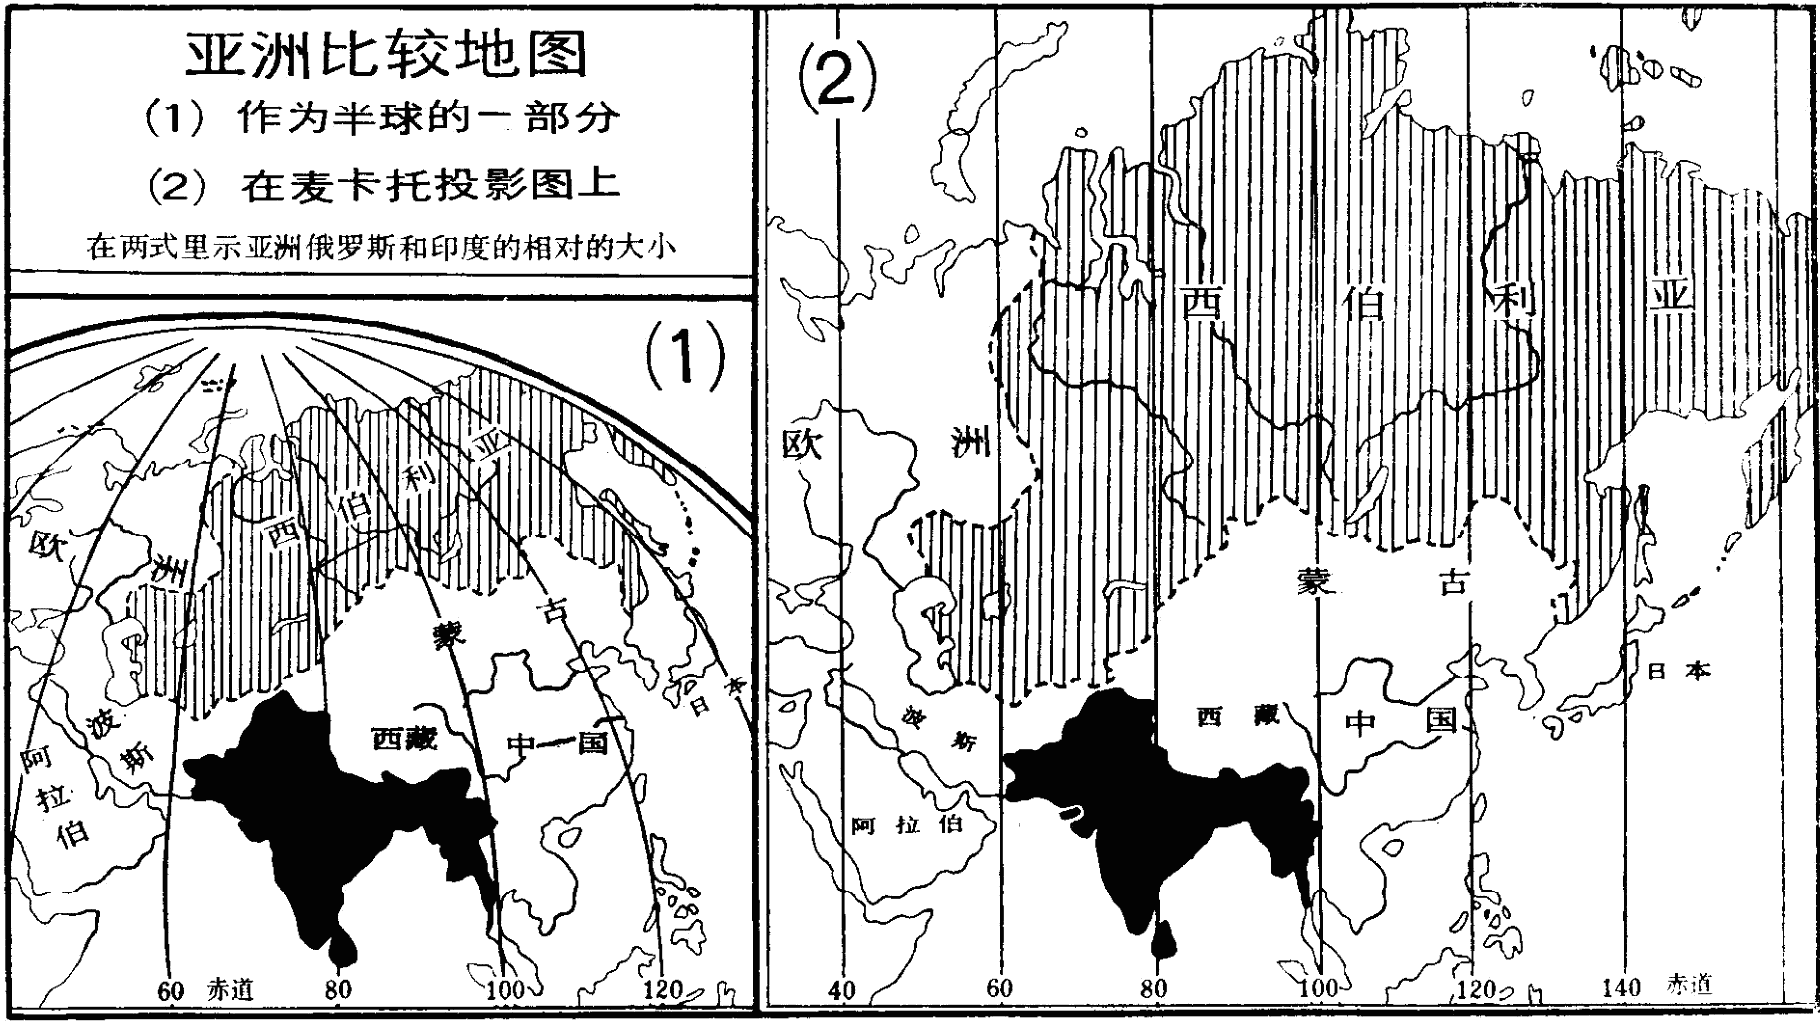 亚洲比较地图
(1) 作为半球的一部分
(2) 在麦卡托投影图上
在两式里示亚洲俄罗斯和印度的相对的大小
(1)
西伯利亚
欧洲
蒙古
波斯
西藏
中国
日本
阿拉伯
60 赤道 80 100 120
(2)
西伯利亚
欧洲
蒙古
日本
波斯
西藏
中国
阿拉伯
40 60 80 100 120 140 赤道